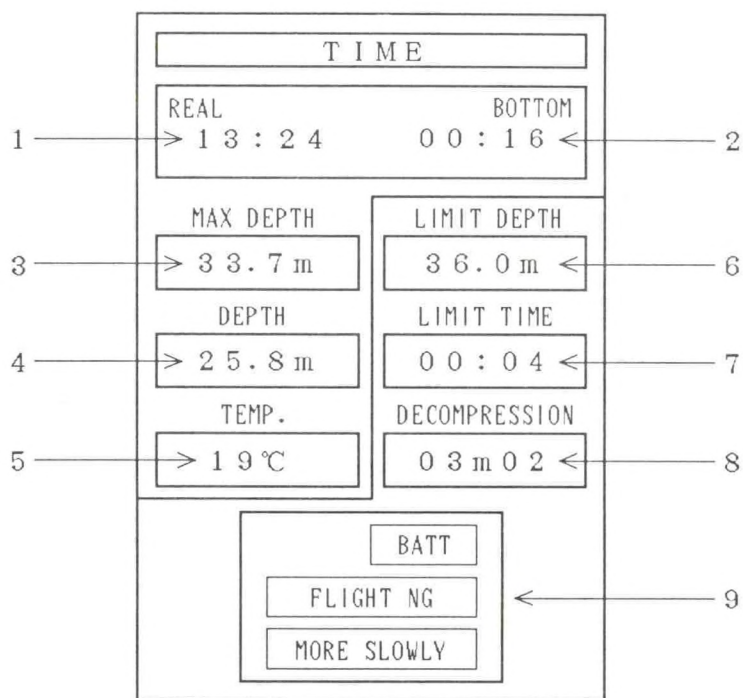 TIME
REAL BOTTOM
1 13:24 00:16 2
MAX DEPTH LIMIT DEPTH
3 33.7m 36.0m 6
DEPTH LIMIT TIME
4 25.8m 00:04 7
TEMP. DECOMPRESSION
5 19℃ 03m02 8
BATT
FLIGHT NG 9
MORE SLOWLY